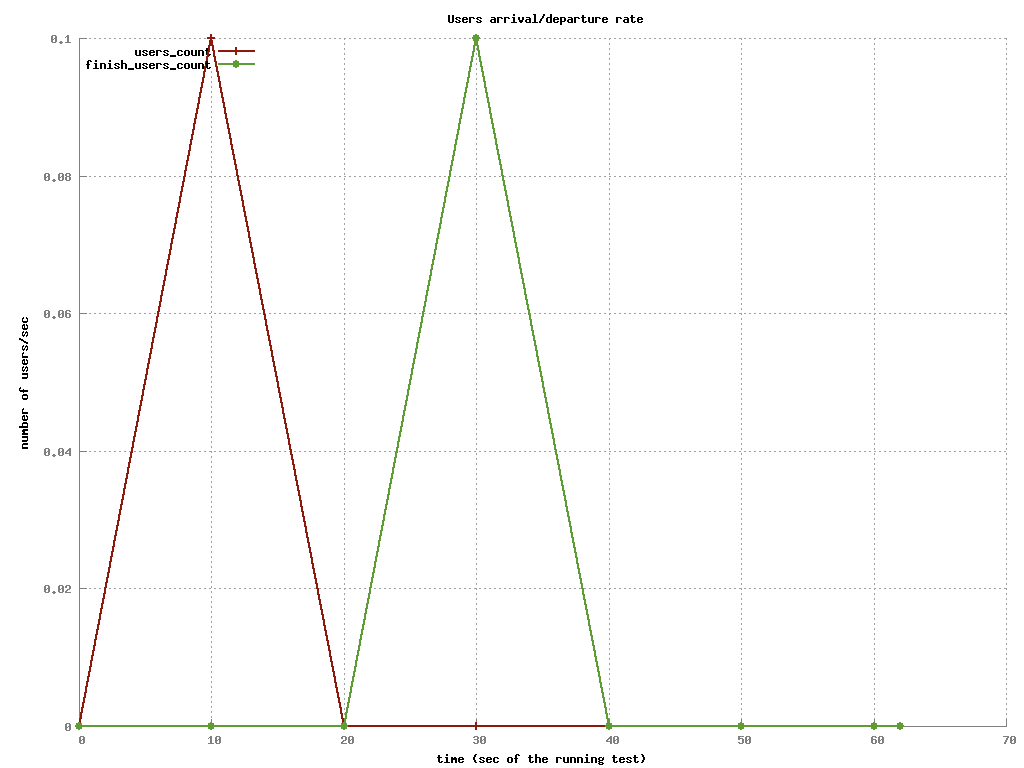 Users arrival/departure rate
0.1
users_count
finish_users_count
0.08
0.06
number of users/sec
0.04
0.02
0
0 10 20 30 40 50 60 70
time (sec of the running test)